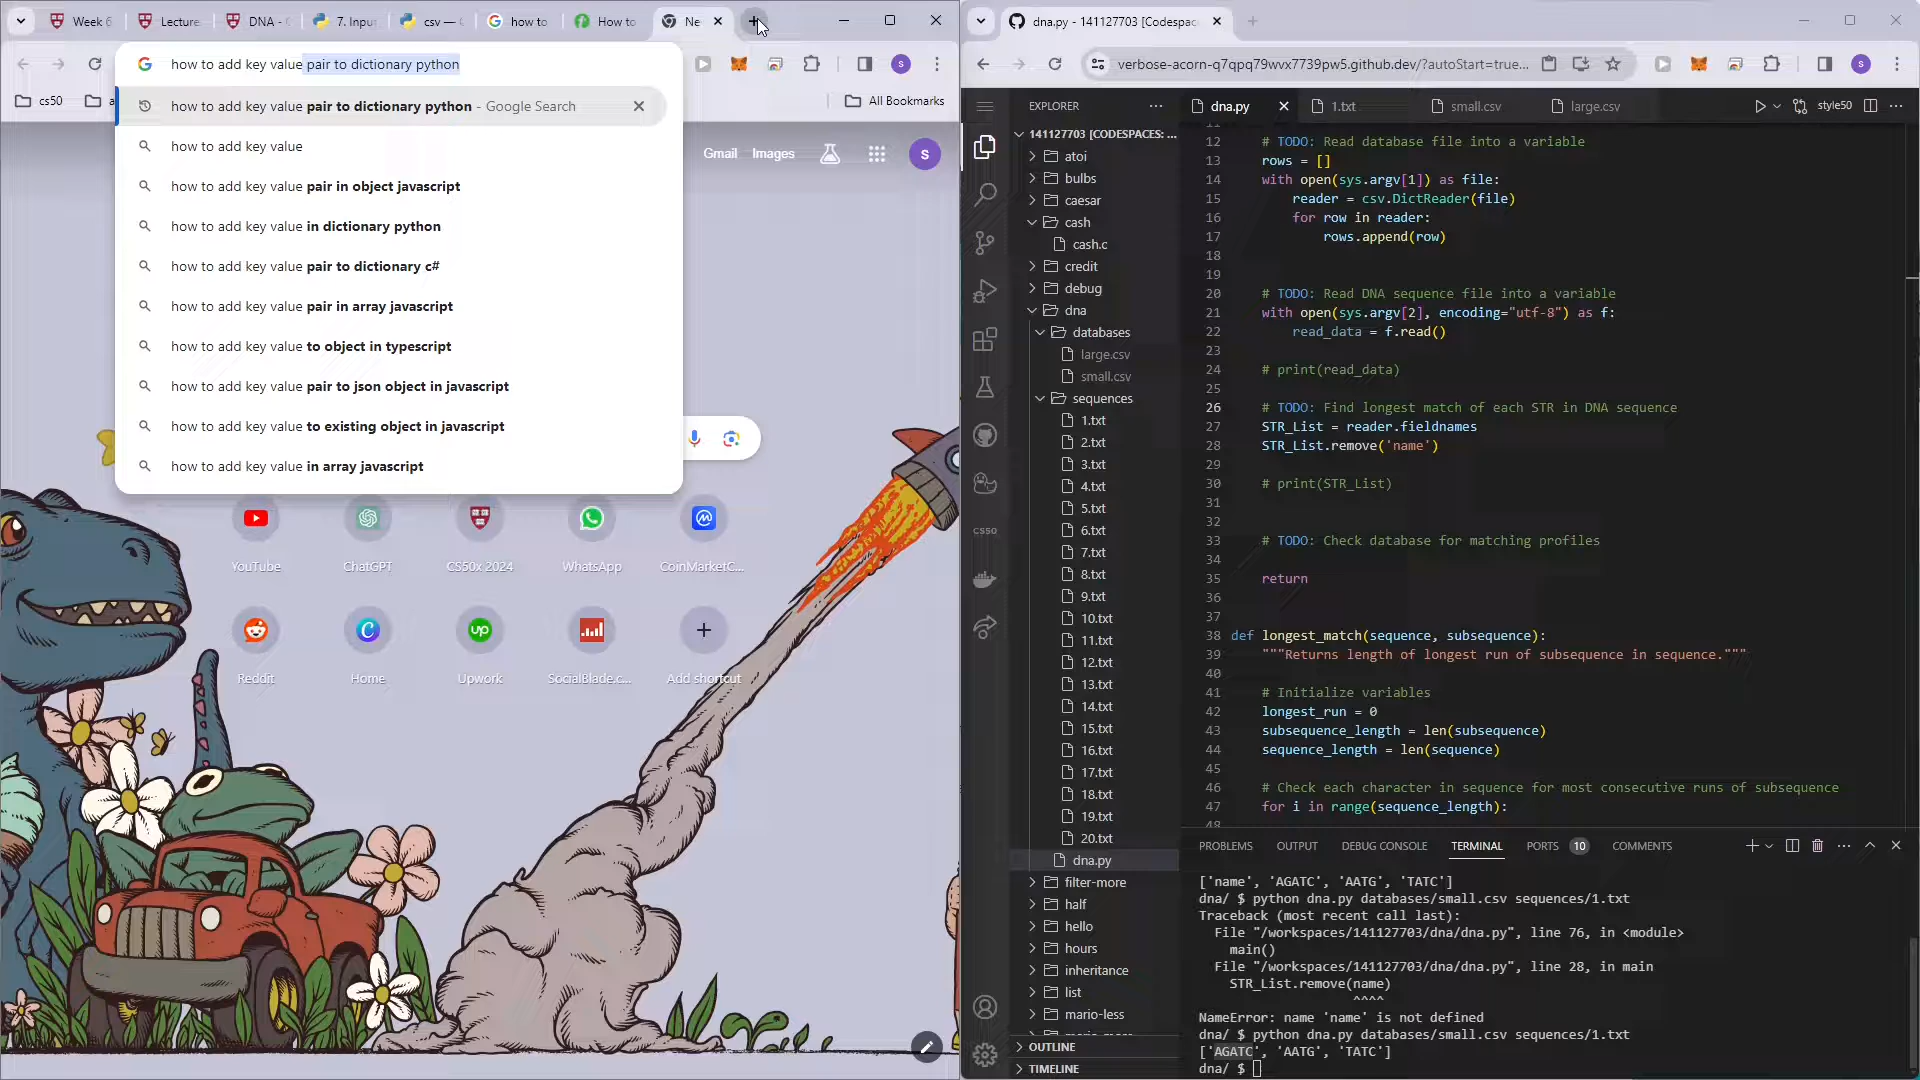 Week 6
Lecture
DNA - C
7. Inpu
csv —
how to
How to
Ne
how to add key value pair to dictionary python
how to add key value pair to dictionary python - Google Search
how to add key value
how to add key value pair in object javascript
how to add key value in dictionary python
how to add key value pair to dictionary c#
how to add key value pair in array javascript
how to add key value to object in typescript
how to add key value pair to json object in javascript
how to add key value to existing object in javascript
how to add key value in array javascript
cs50
All Bookmarks
Gmail Images
S
YouTube
ChatGPT
CS50x 2024
WhatsApp
CoinMarketC...
Reddit
Home
Upwork
SocialBlade.c...
Add shortcut
dna.py - 141127703 [Codespac
verbose-acorn-q7qpq79wvx7739pw5.github.dev/?autoStart=true...
EXPLORER
141127703 [CODESPACES: ...
atoi
bulbs
caesar
cash
cash.c
credit
debug
dna
databases
large.csv
small.csv
sequences
1.txt
2.txt
3.txt
4.txt
5.txt
6.txt
7.txt
8.txt
9.txt
10.txt
11.txt
12.txt
13.txt
14.txt
15.txt
16.txt
17.txt
18.txt
19.txt
20.txt
dna.py
filter-more
half
hello
hours
inheritance
list
mario-less
OUTLINE
TIMELINE
CS50
dna.py
1.txt
small.csv
large.csv
style50
12 # TODO: Read database file into a variable
13 rows = []
14 with open(sys.argv[1]) as file:
15 reader = csv.DictReader(file)
16 for row in reader:
17 rows.append(row)
18
19
20 # TODO: Read DNA sequence file into a variable
21 with open(sys.argv[2], encoding="utf-8") as f:
22 read_data = f.read()
23
24 # print(read_data)
25
26 # TODO: Find longest match of each STR in DNA sequence
27 STR_List = reader.fieldnames
28 STR_List.remove('name')
29
30 # print(STR_List)
31
32
33 # TODO: Check database for matching profiles
34
35 return
36
37
38 def longest_match(sequence, subsequence):
39 """Returns length of longest run of subsequence in sequence."""
40
41 # Initialize variables
42 longest_run = 0
43 subsequence_length = len(subsequence)
44 sequence_length = len(sequence)
45
46 # Check each character in sequence for most consecutive runs of subsequence
47 for i in range(sequence_length):
48
PROBLEMS OUTPUT DEBUG CONSOLE TERMINAL PORTS 10 COMMENTS
['name', 'AGATC', 'AATG', 'TATC']
dna/ $ python dna.py databases/small.csv sequences/1.txt
Traceback (most recent call last):
File "/workspaces/141127703/dna/dna.py", line 76, in <module>
main()
File "/workspaces/141127703/dna/dna.py", line 28, in main
STR_List.remove(name)
^^^^
NameError: name 'name' is not defined
dna/ $ python dna.py databases/small.csv sequences/1.txt
['AGATC', 'AATG', 'TATC']
dna/ $